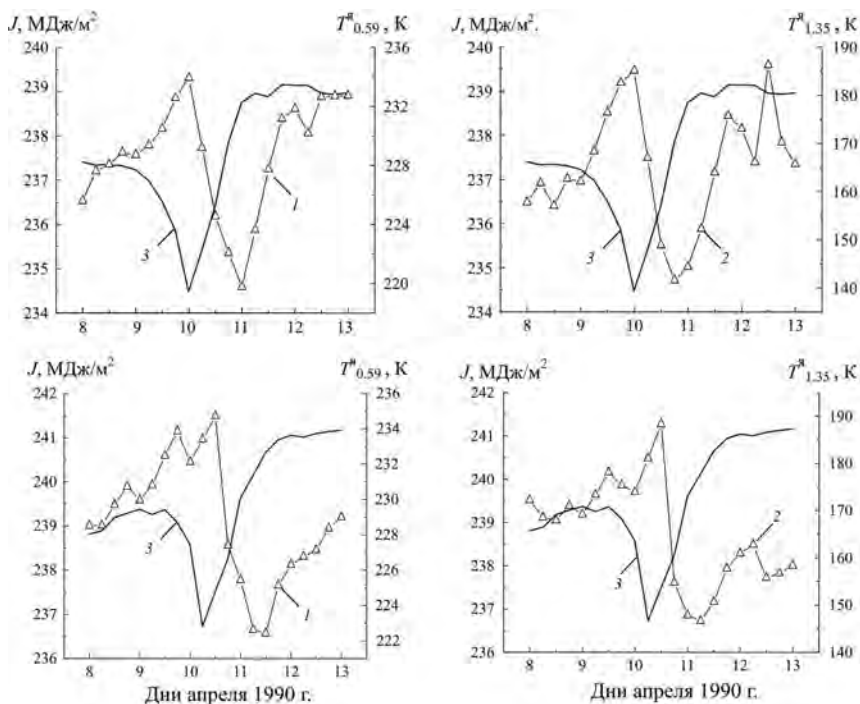 J, МДж/м² Tᴽ0.59, К J, МДж/м². Tᴽ1,35, К
240 236 240 190
239 232 239 180
238 238
237 228 237 170
236 224 236 160
235 1 235 150
3 3 2
234 220 234 140
8 9 10 11 12 13 8 9 10 11 12 13
J, МДж/м² Tᴽ0.59, К J, МДж/м² Tᴽ1,35, К
242 236 242 190
241 234 241
240 232 240 180
239 230 239 170
238 228 238 160
237 226 237 150
236 224 236 140
222
3 1 3 2
8 9 10 11 12 13 8 9 10 11 12 13
Дни апреля 1990 г. Дни апреля 1990 г.